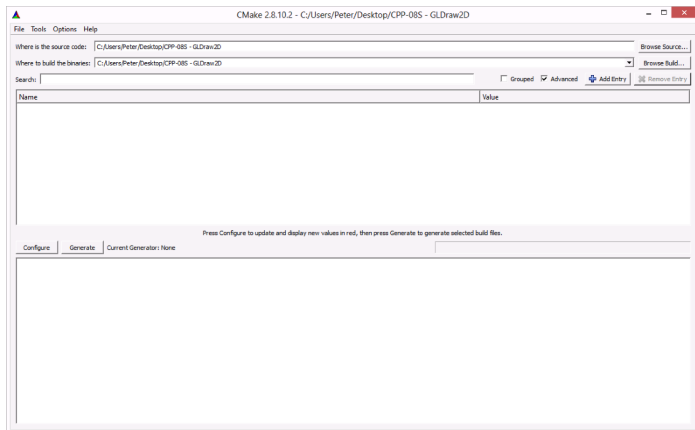 CMake 2.8.10.2 - C:/Users/Peter/Desktop/CPP-08S - GLDraw2D
File Tools Options Help
Where is the source code: C:/Users/Peter/Desktop/CPP-08S - GLDraw2D Browse Source...
Where to build the binaries: C:/Users/Peter/Desktop/CPP-08S - GLDraw2D Browse Build...
Search: Grouped Advanced Add Entry Remove Entry
Name Value
Press Configure to update and display new values in red, then press Generate to generate selected build files.
Configure Generate Current Generator: None